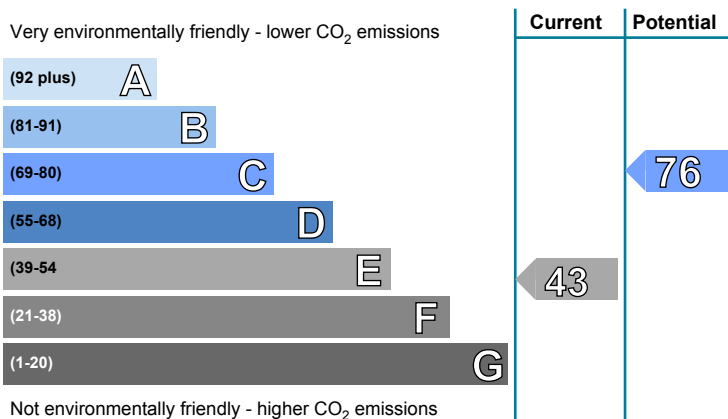 Current Potential
Very environmentally friendly - lower CO2 emissions
(92 plus) A
(81-91) B
(69-80) C
76
(55-68) D
(39-54 E
43
(21-38) F
(1-20) G
Not environmentally friendly - higher CO2 emissions